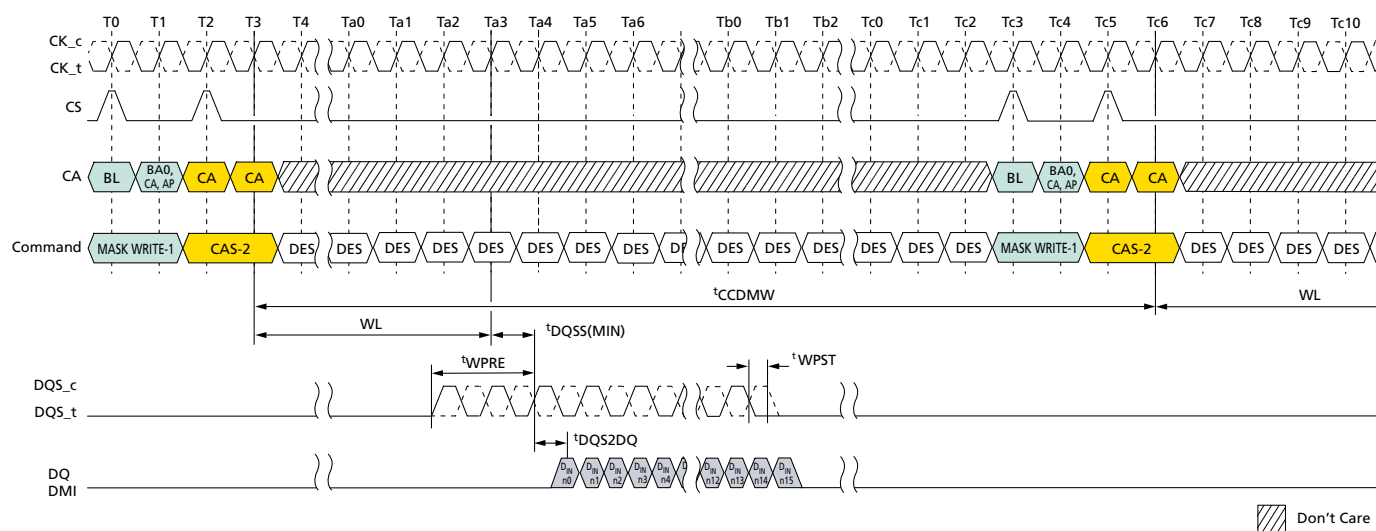 T0 T1 T2 T3 T4 Ta0 Ta1 Ta2 Ta3 Ta4 Ta5 Ta6 Tb0 Tb1 Tb2 Tc0 Tc1 Tc2 Tc3 Tc4 Tc5 Tc6 Tc7 Tc8 Tc9 Tc10
CK_c
CK_t
CS
CA BL BA0, CA, AP CA CA BL BA0, CA, AP CA CA
Command MASK WRITE-1 CAS-2 DES DES DES DES DES DES DES DES DES DES DES DES DES DES DES MASK WRITE-1 CAS-2 DES DES DES DES
tCCDMW WL
WL tDQSS(MIN)
tWPRE tWPST
DQS_c
DQS_t
tDQS2DQ
DQ
DMI
DIN n0 DIN n1 DIN n2 DIN n3 DIN n4 DIN n12 DIN n13 DIN n14 DIN n15
Don't Care